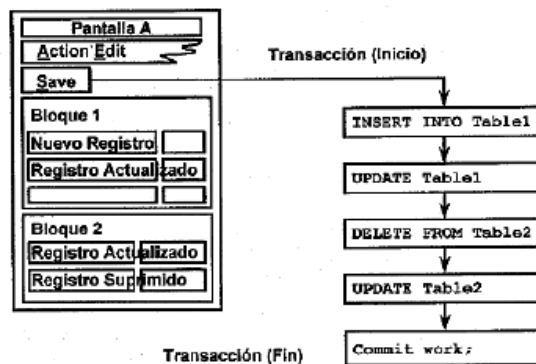 Pantalla A
Action Edit
Save
Transacción (Inicio)
Bloque 1
Nuevo Registro
Registro Actualizado
Bloque 2
Registro Actualizado
Registro Suprimido
INSERT INTO Table1
UPDATE Table1
DELETE FROM Table2
UPDATE Table2
Commit work;
Transacción (Fin)